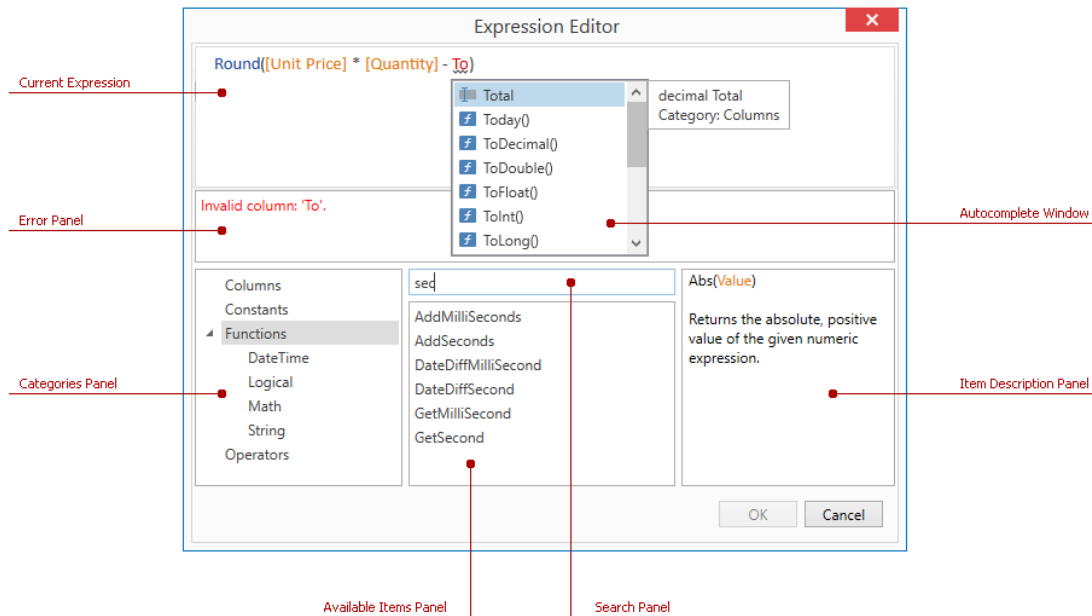 Expression Editor
Round([Unit Price] * [Quantity] - To)
Current Expression
Total
Today()
ToDecimal()
ToDouble()
ToFloat()
ToInt()
ToLong()
decimal Total
Category: Columns
Invalid column: 'To'.
Error Panel
Autocomplete Window
Columns
Constants
Functions
DateTime
Logical
Math
String
Operators
Categories Panel
sec
AddMilliSeconds
AddSeconds
DateDiffMilliSecond
DateDiffSecond
GetMilliSecond
GetSecond
Abs(Value)
Returns the absolute, positive
value of the given numeric
expression.
Item Description Panel
OK
Cancel
Available Items Panel
Search Panel